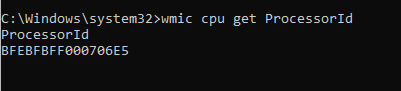 C:\Windows\system32>wmic cpu get ProcessorId
ProcessorId
BFEBFBFF000706E5